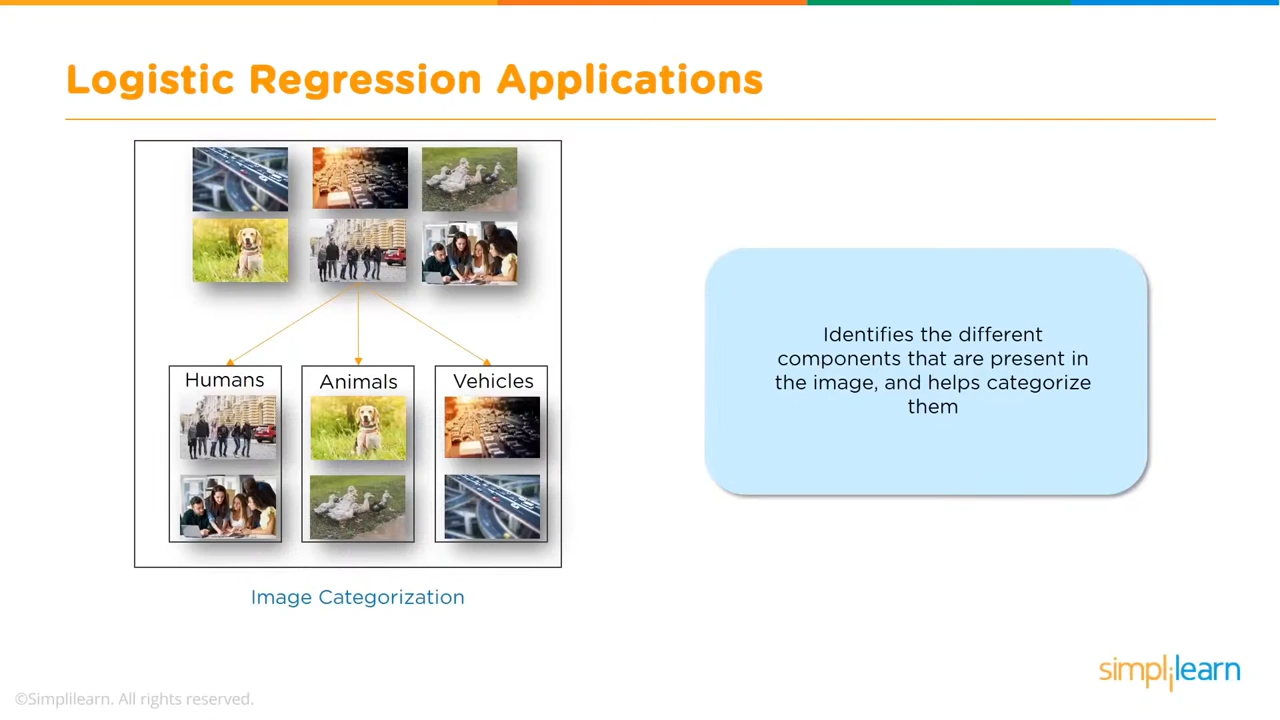 Logistic Regression Applications
Humans
Animals
Vehicles
Image Categorization
Identifies the different
components that are present in
the image, and helps categorize
them
simplilearn
©Simplilearn. All rights reserved.